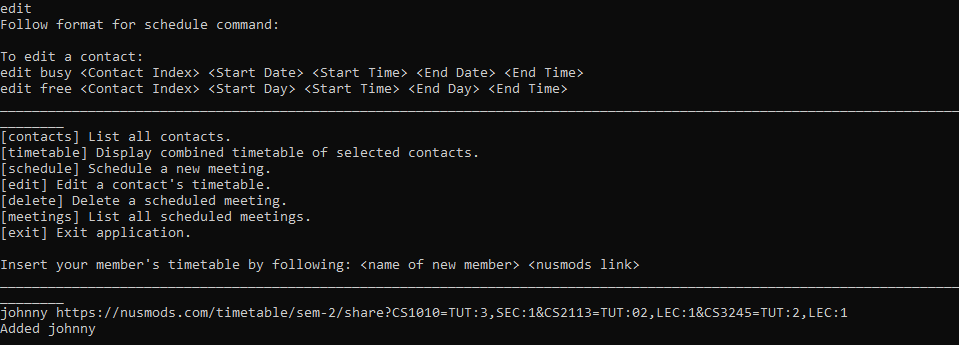 edit
Follow format for schedule command:
To edit a contact:
edit busy <Contact Index> <Start Date> <Start Time> <End Date> <End Time>
edit free <Contact Index> <Start Day> <Start Time> <End Day> <End Time>
________________________________________________________________________________________________________________________
________
[contacts] List all contacts.
[timetable] Display combined timetable of selected contacts.
[schedule] Schedule a new meeting.
[edit] Edit a contact's timetable.
[delete] Delete a scheduled meeting.
[meetings] List all scheduled meetings.
[exit] Exit application.
Insert your member's timetable by following: <name of new member> <nusmods link>
________________________________________________________________________________________________________________________
________
johnny https://nusmods.com/timetable/sem-2/share?CS1010=TUT:3,SEC:1&CS2113=TUT:02,LEC:1&CS3245=TUT:2,LEC:1
Added johnny